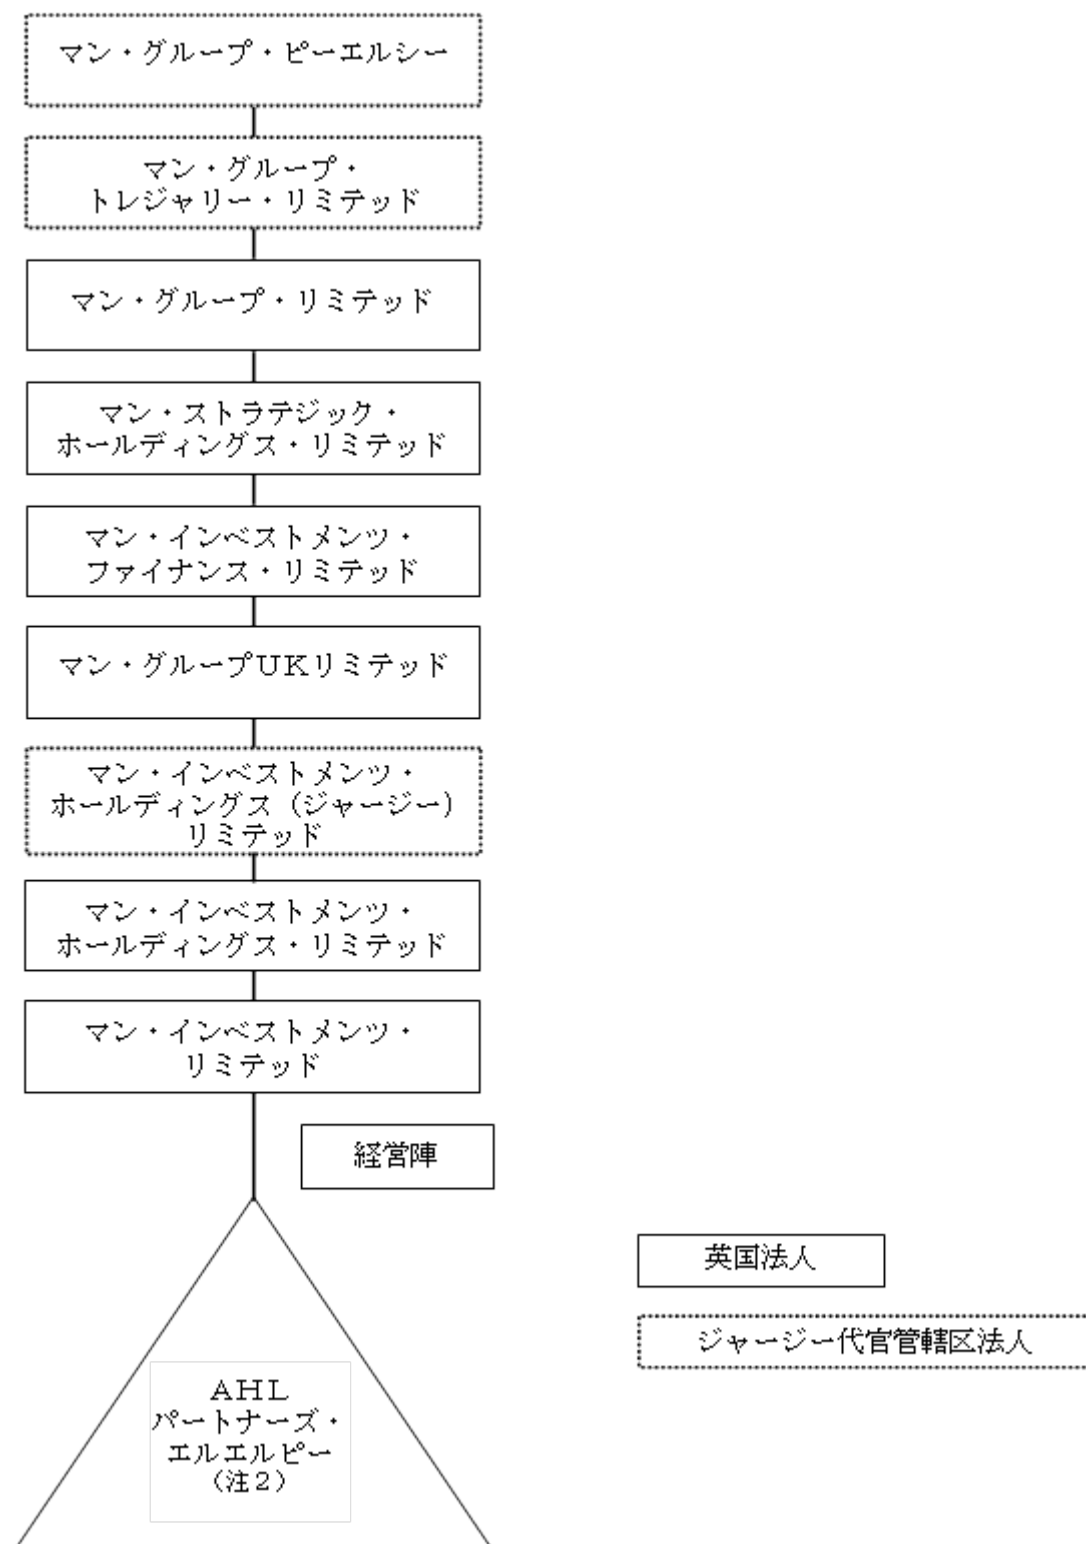 マン・グループ・ピーエルシー
マン・グループ・
トレジャリー・リミテッド
マン・グループ・リミテッド
マン・ストラテジック・
ホールディングス・リミテッド
マン・インベストメンツ・
ファイナンス・リミテッド
マン・グループUKリミテッド
マン・インベストメンツ・
ホールディングス(ジャージー)
リミテッド
マン・インベストメンツ・
ホールディングス・リミテッド
マン・インベストメンツ・
リミテッド
経営陣
英国法人
ジャージー代官管轄区法人
AHL
パートナーズ・
エルエルピー
(注2)